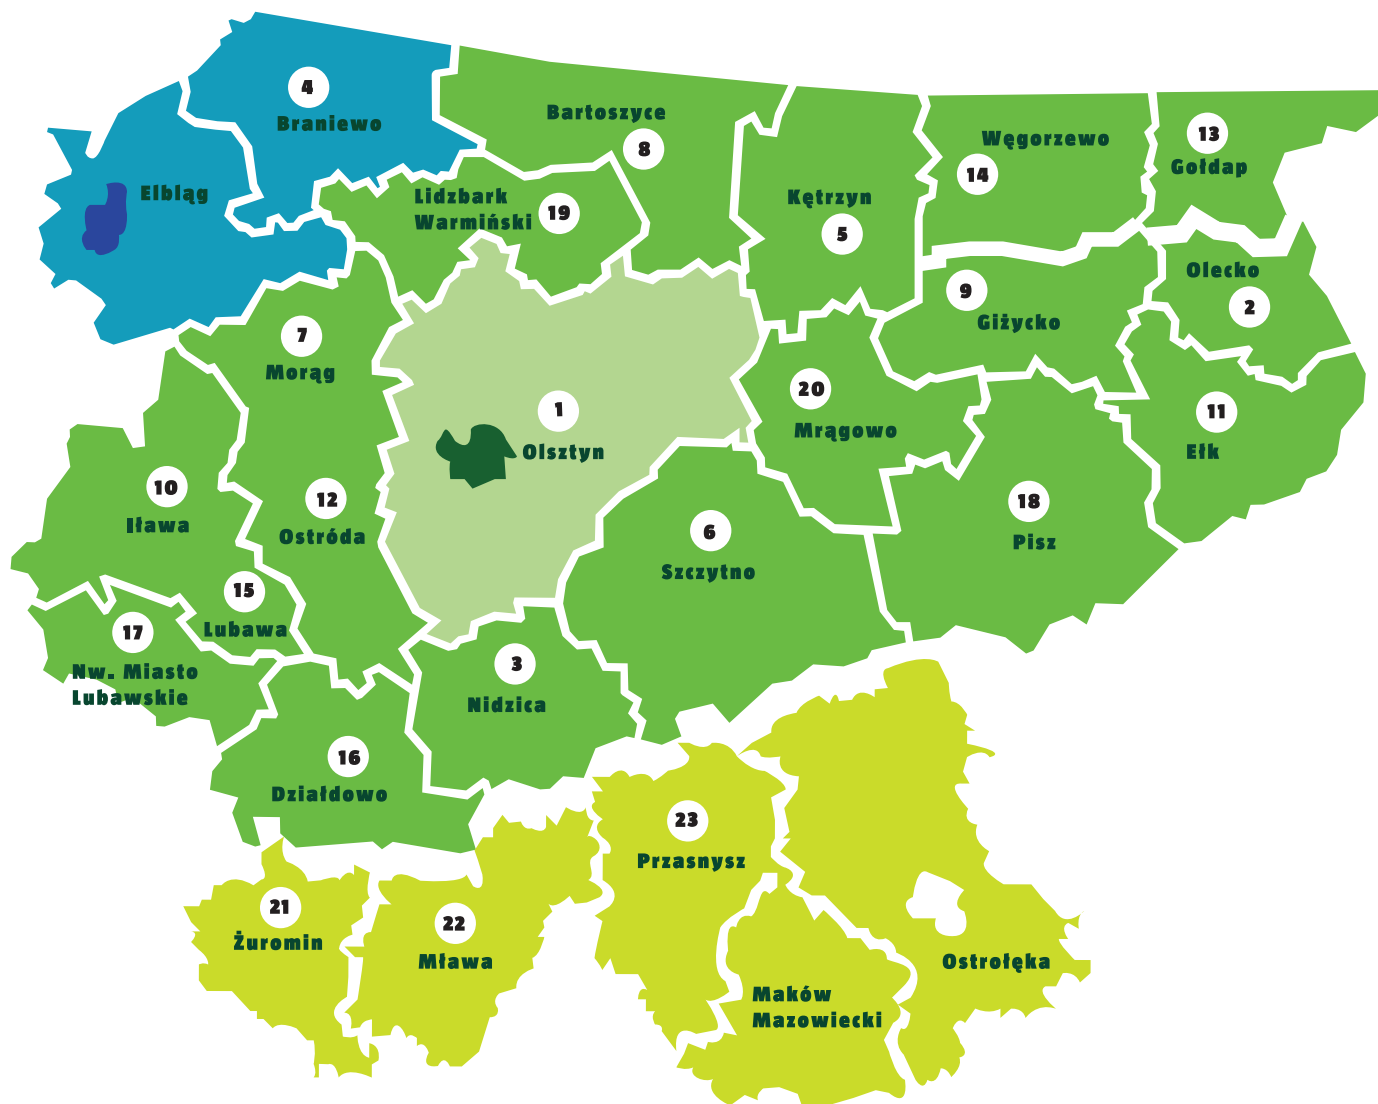 4
Braniewo
Bartoszyce
8
Węgorzewo
14
13
Gołdap
Elbląg
Lidzbark
Warmiński
19
Kętrzyn
5
Olecko
2
9
Giżycko
7
Morąg
1
Olsztyn
20
Mrągowo
11
Ełk
10
Iława
12
Ostróda
6
Szczytno
18
Pisz
15
Lubawa
17
Nw. Miasto
Lubawskie
3
Nidzica
16
Działdowo
23
Przasnysz
21
Żuromin
22
Mława
Maków
Mazowiecki
Ostrołęka